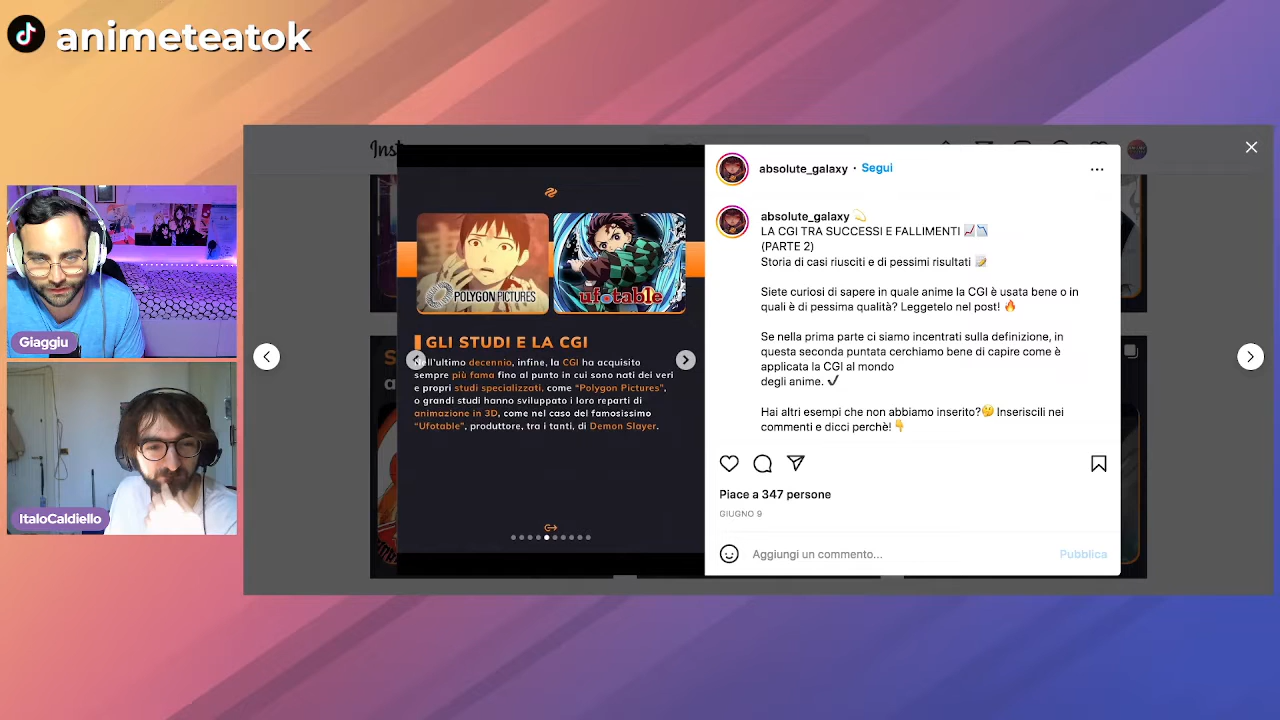 animeteatok
Inst
absolute_galaxy • Segui
absolute_galaxy 💫
LA CGI TRA SUCCESSI E FALLIMENTI 📈📉
(PARTE 2)
Storia di casi riusciti e di pessimi risultati 📝
Siete curiosi di sapere in quale anime la CGI è usata bene o in
quali è di pessima qualità? Leggetelo nel post! 🔥
Se nella prima parte ci siamo incentrati sulla definizione, in
questa seconda puntata cerchiamo bene di capire come è
applicata la CGI al mondo
degli anime. ✔
Hai altri esempi che non abbiamo inserito?🤔 Inseriscili nei
commenti e dicci perchè! 👇
Piace a 347 persone
GIUGNO 9
Aggiungi un commento...
Pubblica
POLYGON PICTURES
ufotable
GLI STUDI E LA CGI
Nell'ultimo decennio, infine, la CGI ha acquisito
sempre più fama fino al punto in cui sono nati dei veri
e propri studi specializzati, come "Polygon Pictures",
o grandi studi hanno sviluppato i loro reparti di
animazione in 3D, come nel caso del famosissimo
"Ufotable", produttore, tra i tanti, di Demon Slayer.
Giaggiu
ItaloCaldiello